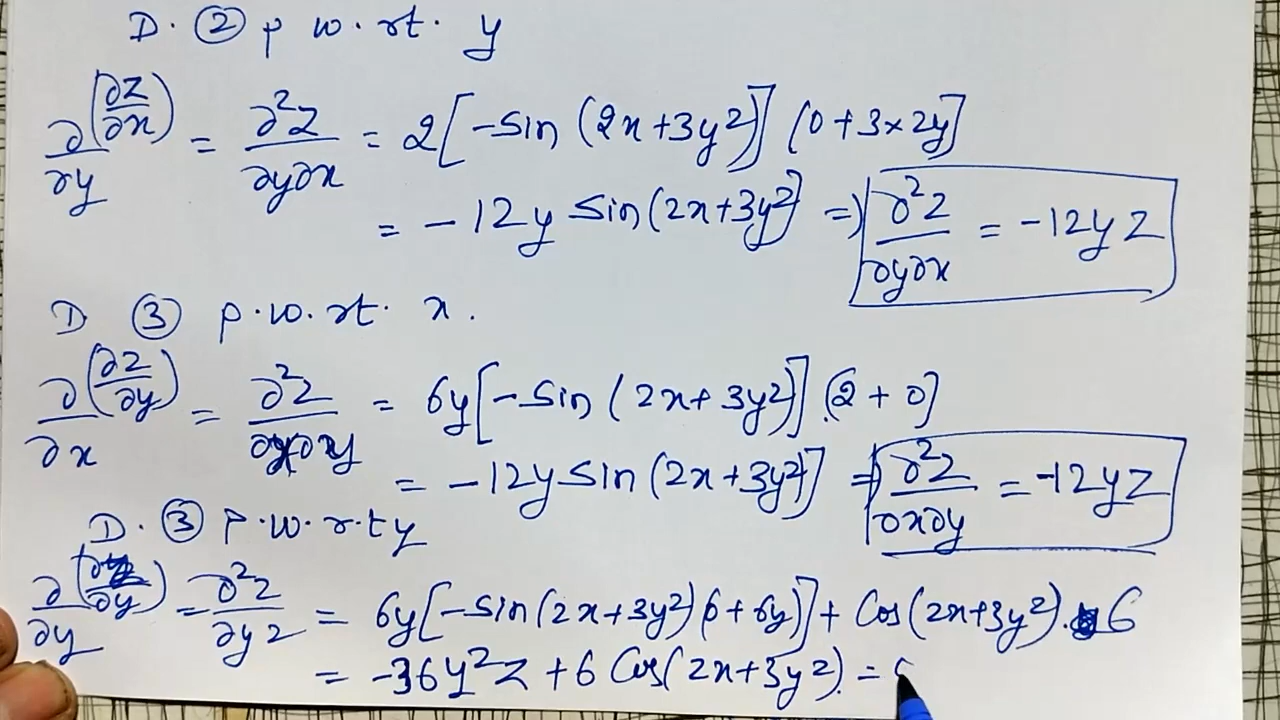 D. ② p w.rt. y
∂(∂z/∂x)/∂y = ∂²z/∂y∂x = 2[-sin (2x+3y²)] [0+3×2y]
= -12y sin(2x+3y²) ⇒ ∂²z/∂y∂x = -12yz
D ③ p.w.rt. x.
∂(∂z/∂y)/∂x = ∂²z/∂x∂y = 6y[-sin (2x+3y²)] [2+0]
= -12y sin(2x+3y²)] ⇒ ∂²z/∂x∂y = -12yz
D. ③ p.w.r.t y
∂(∂z/∂y)/∂y = ∂²z/∂y2 = 6y[-sin(2x+3y²)(0+6y)] + Cos(2x+3y²).6
= -36y²z +6 Cos(2x+3y²) =